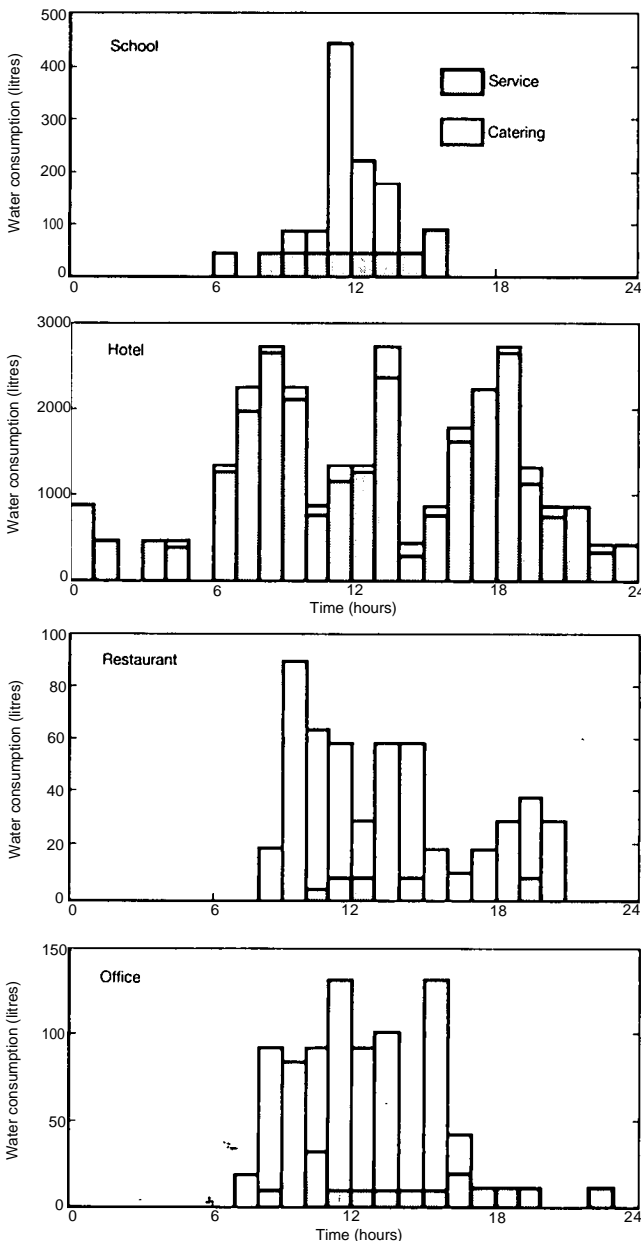 Water consumption (litres)
500
400
300
200
100
0
School
Service
Catering
0 6 12 18 24
Water consumption (litres)
3000
2000
1000
0
Hotel
0 6 12 18 24
Time (hours)
Water consumption (litres)
100
80
60
40
20
0
Restaurant
0 6 12 18 24
Water consumption (litres)
150
100
50
0
Office
0 6 12 18 24
Time (hours)